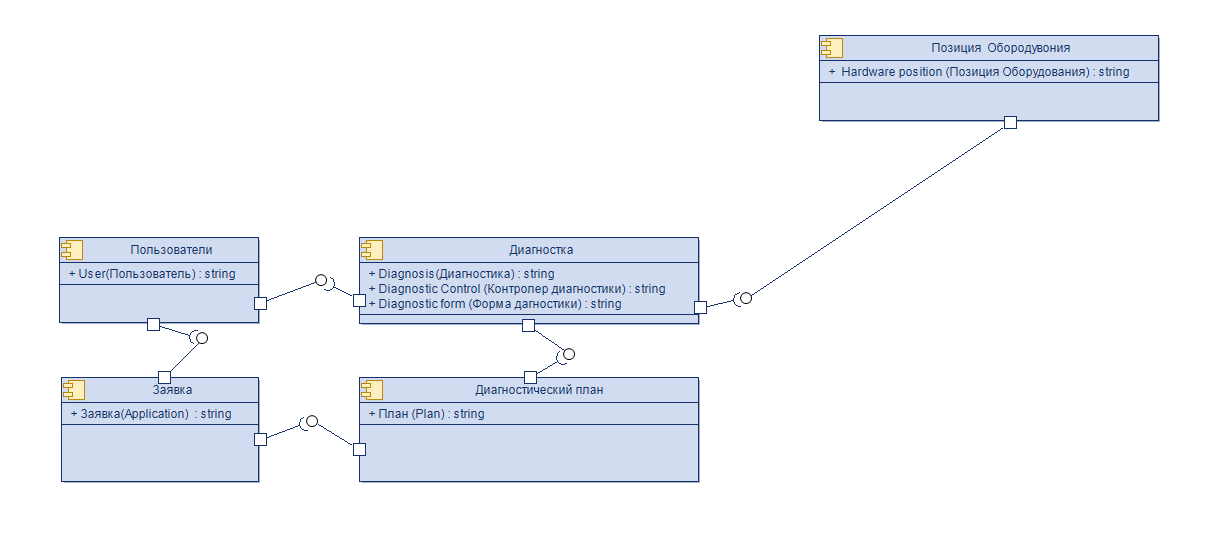 Позиция Обородувония
+ Hardware position (Позиция Оборудования) : string
Пользователи
+ User(Пользователь) : string
Диагностка
+ Diagnosis(Диагностика) : string
+ Diagnostic Control (Контролер диагностики) : string
+ Diagnostic form (Форма дагностики) : string
Заявка
+ Заявка(Application) : string
Диагностический план
+ План (Plan) : string